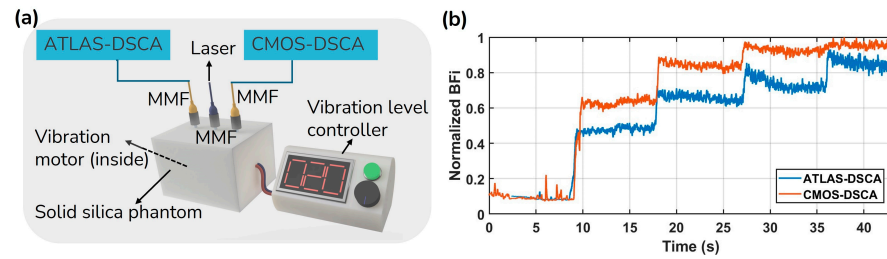 (a)
ATLAS-DSCA
Laser
CMOS-DSCA
MMF
MMF
MMF
Vibration level
controller
Vibration
motor (inside)
Solid silica phantom
(b)
Normalized BFi
1
0.8
0.6
0.4
0.2
0
0
5
10
15
20
25
30
35
40
Time (s)
ATLAS-DSCA
CMOS-DSCA